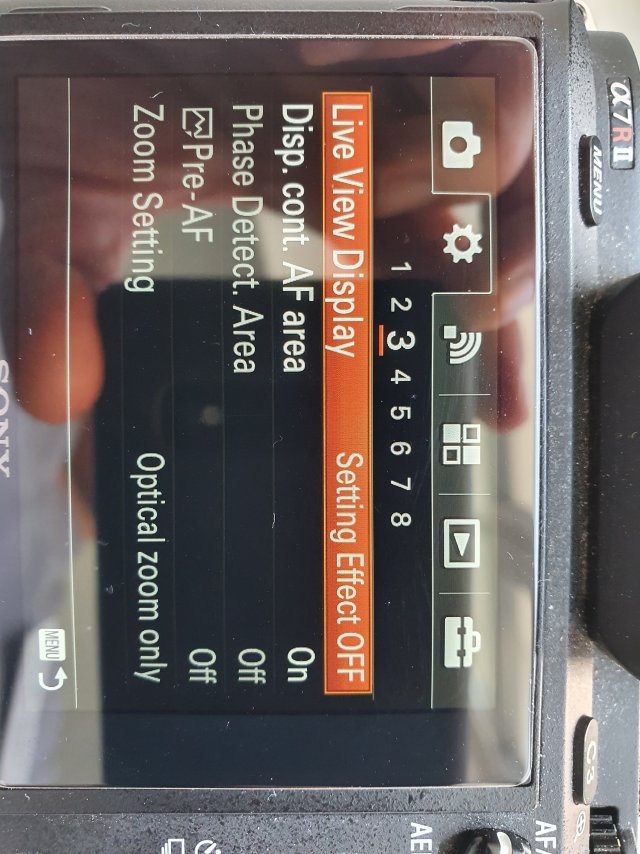 α7RII
MENU
1 2 3 4 5 6 7 8
Live View Display Setting Effect OFF
Disp. cont. AF area On
Phase Detect. Area Off
Pre-AF Off
Zoom Setting Optical zoom only
MENU
SONY
C3
AF/
AE